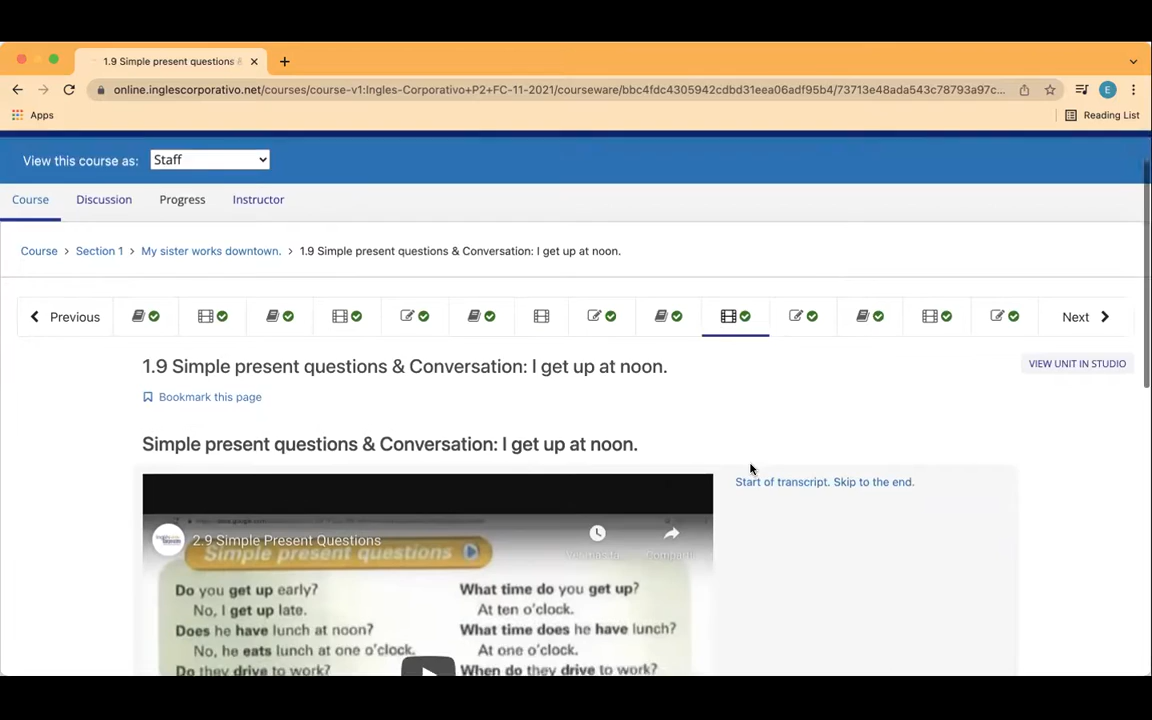 1.9 Simple present questions &
online.inglescorporativo.net/courses/course-v1:Ingles-Corporativo+P2+FC-11-2021/courseware/bbc4fdc4305942cdbd31eea06adf95b4/73713e48ada543c78793a97c...
E
Apps
Reading List
View this course as:
Staff
Course
Discussion
Progress
Instructor
Course > Section 1 > My sister works downtown. > 1.9 Simple present questions & Conversation: I get up at noon.
Previous
Next
1.9 Simple present questions & Conversation: I get up at noon.
VIEW UNIT IN STUDIO
Bookmark this page
Simple present questions & Conversation: I get up at noon.
Start of transcript. Skip to the end.
2.9 Simple Present Questions
Simple present questions
Do you get up early?
No, I get up late.
Does he have lunch at noon?
No, he eats lunch at one o'clock.
Do they drive to work?
What time do you get up?
At ten o'clock.
What time does he have lunch?
At one o'clock.
When do they drive to work?